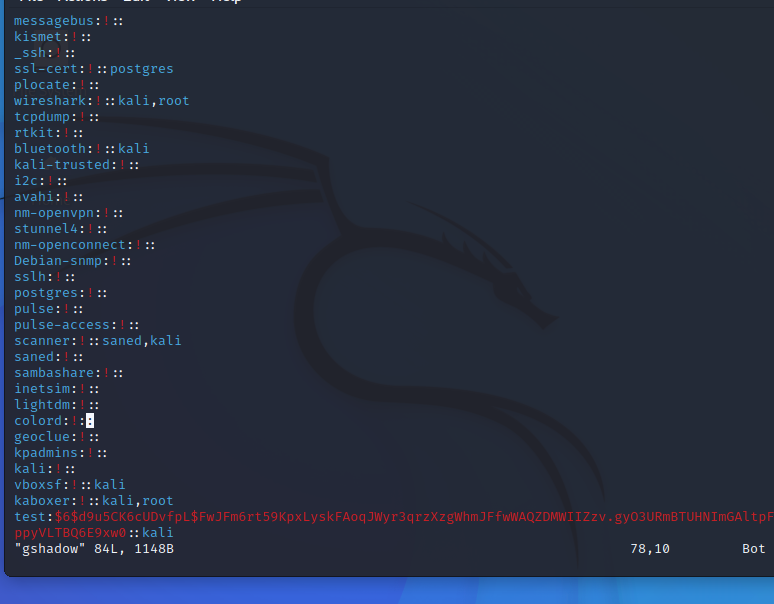 messagebus:!::
kismet:!::
_ssh:!::
ssl-cert:!::postgres
plocate:!::
wireshark:!::kali,root
tcpdump:!::
rtkit:!::
bluetooth:!::kali
kali-trusted:!::
i2c:!::
avahi:!::
nm-openvpn:!::
stunnel4:!::
nm-openconnect:!::
Debian-snmp:!::
sslh:!::
postgres:!::
pulse:!::
pulse-access:!::
scanner:!::saned,kali
saned:!::
sambashare:!::
inetsim:!::
lightdm:!::
colord:!::
geoclue:!::
kpadmins:!::
kali:!::
vboxsf:!::kali
kaboxer:!::kali,root
test:$6$d9u5CK6cUDvfpL$FwJFm6rt59KpxLyskFAoqJWyr3qrzXzgWhmJFfwWAQZDMWIIZzv.gyO3URmBTUHNImGAltpF
ppyVLTBQ6E9xw0::kali
"gshadow" 84L, 1148B 78,10 Bot